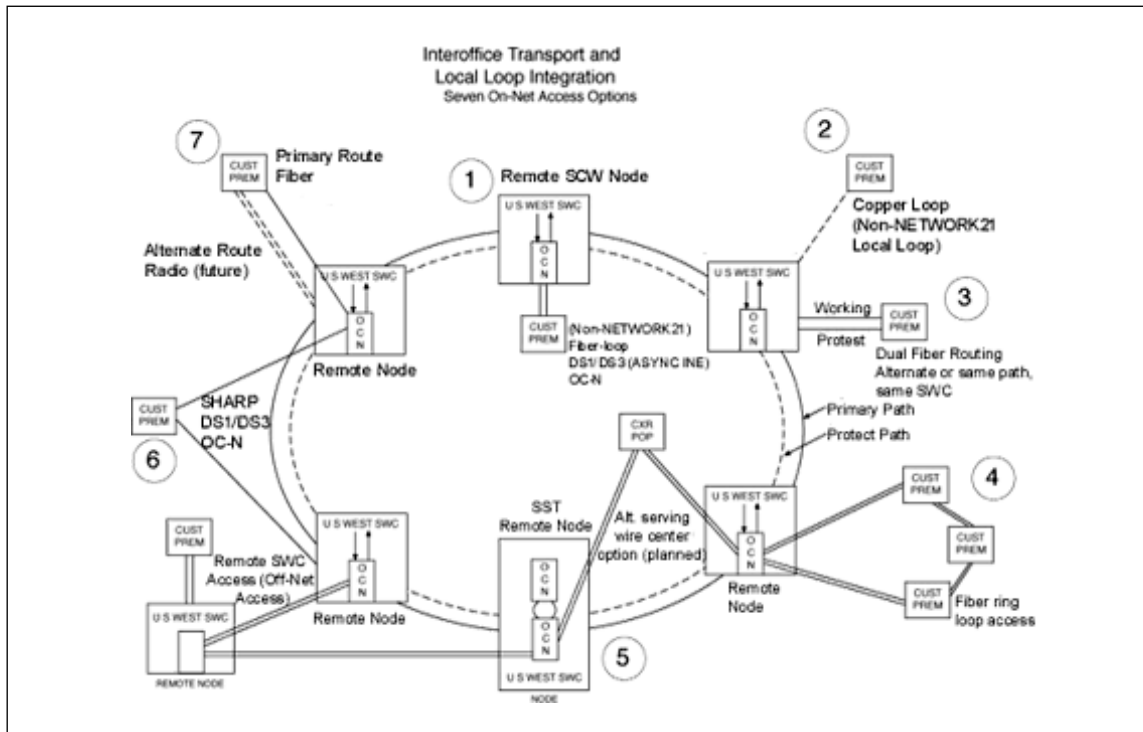 Interoffice Transport and
Local Loop Integration
Seven On-Net Access Options
7
CUST
PREM
Primary Route
Fiber
Alternate Route
Radio (future)
U S WEST SWC
O
C
N
Remote Node
1
Remote SCW Node
U S WEST SWC
O
C
N
CUST
PREM
(Non-NETWORK21)
Fiber-loop
DS1/DS3 (ASYNC INE)
OC-N
2
CUST
PREM
Copper Loop
(Non-NETWORK21
Local Loop)
U S WEST SWC
O
C
N
Working
Protest
3
CUST
PREM
Dual Fiber Routing
Alternate or same path,
same SWC
Primary Path
Protect Path
CUST
PREM
6
SHARP
DS1/DS3
OC-N
CXR
POP
Alt. serving
wire center
option (planned)
U S WEST SWC
O
C
N
Remote
Node
4
CUST
PREM
CUST
PREM
CUST
PREM
Fiber ring
loop access
SST
Remote Node
O
C
N
O
C
N
U S WEST SWC
NODE
5
U S WEST SWC
O
C
N
Remote Node
CUST
PREM
Remote SWC
Access (Off-Net
Access)
U S WEST SWC
REMOTE NODE